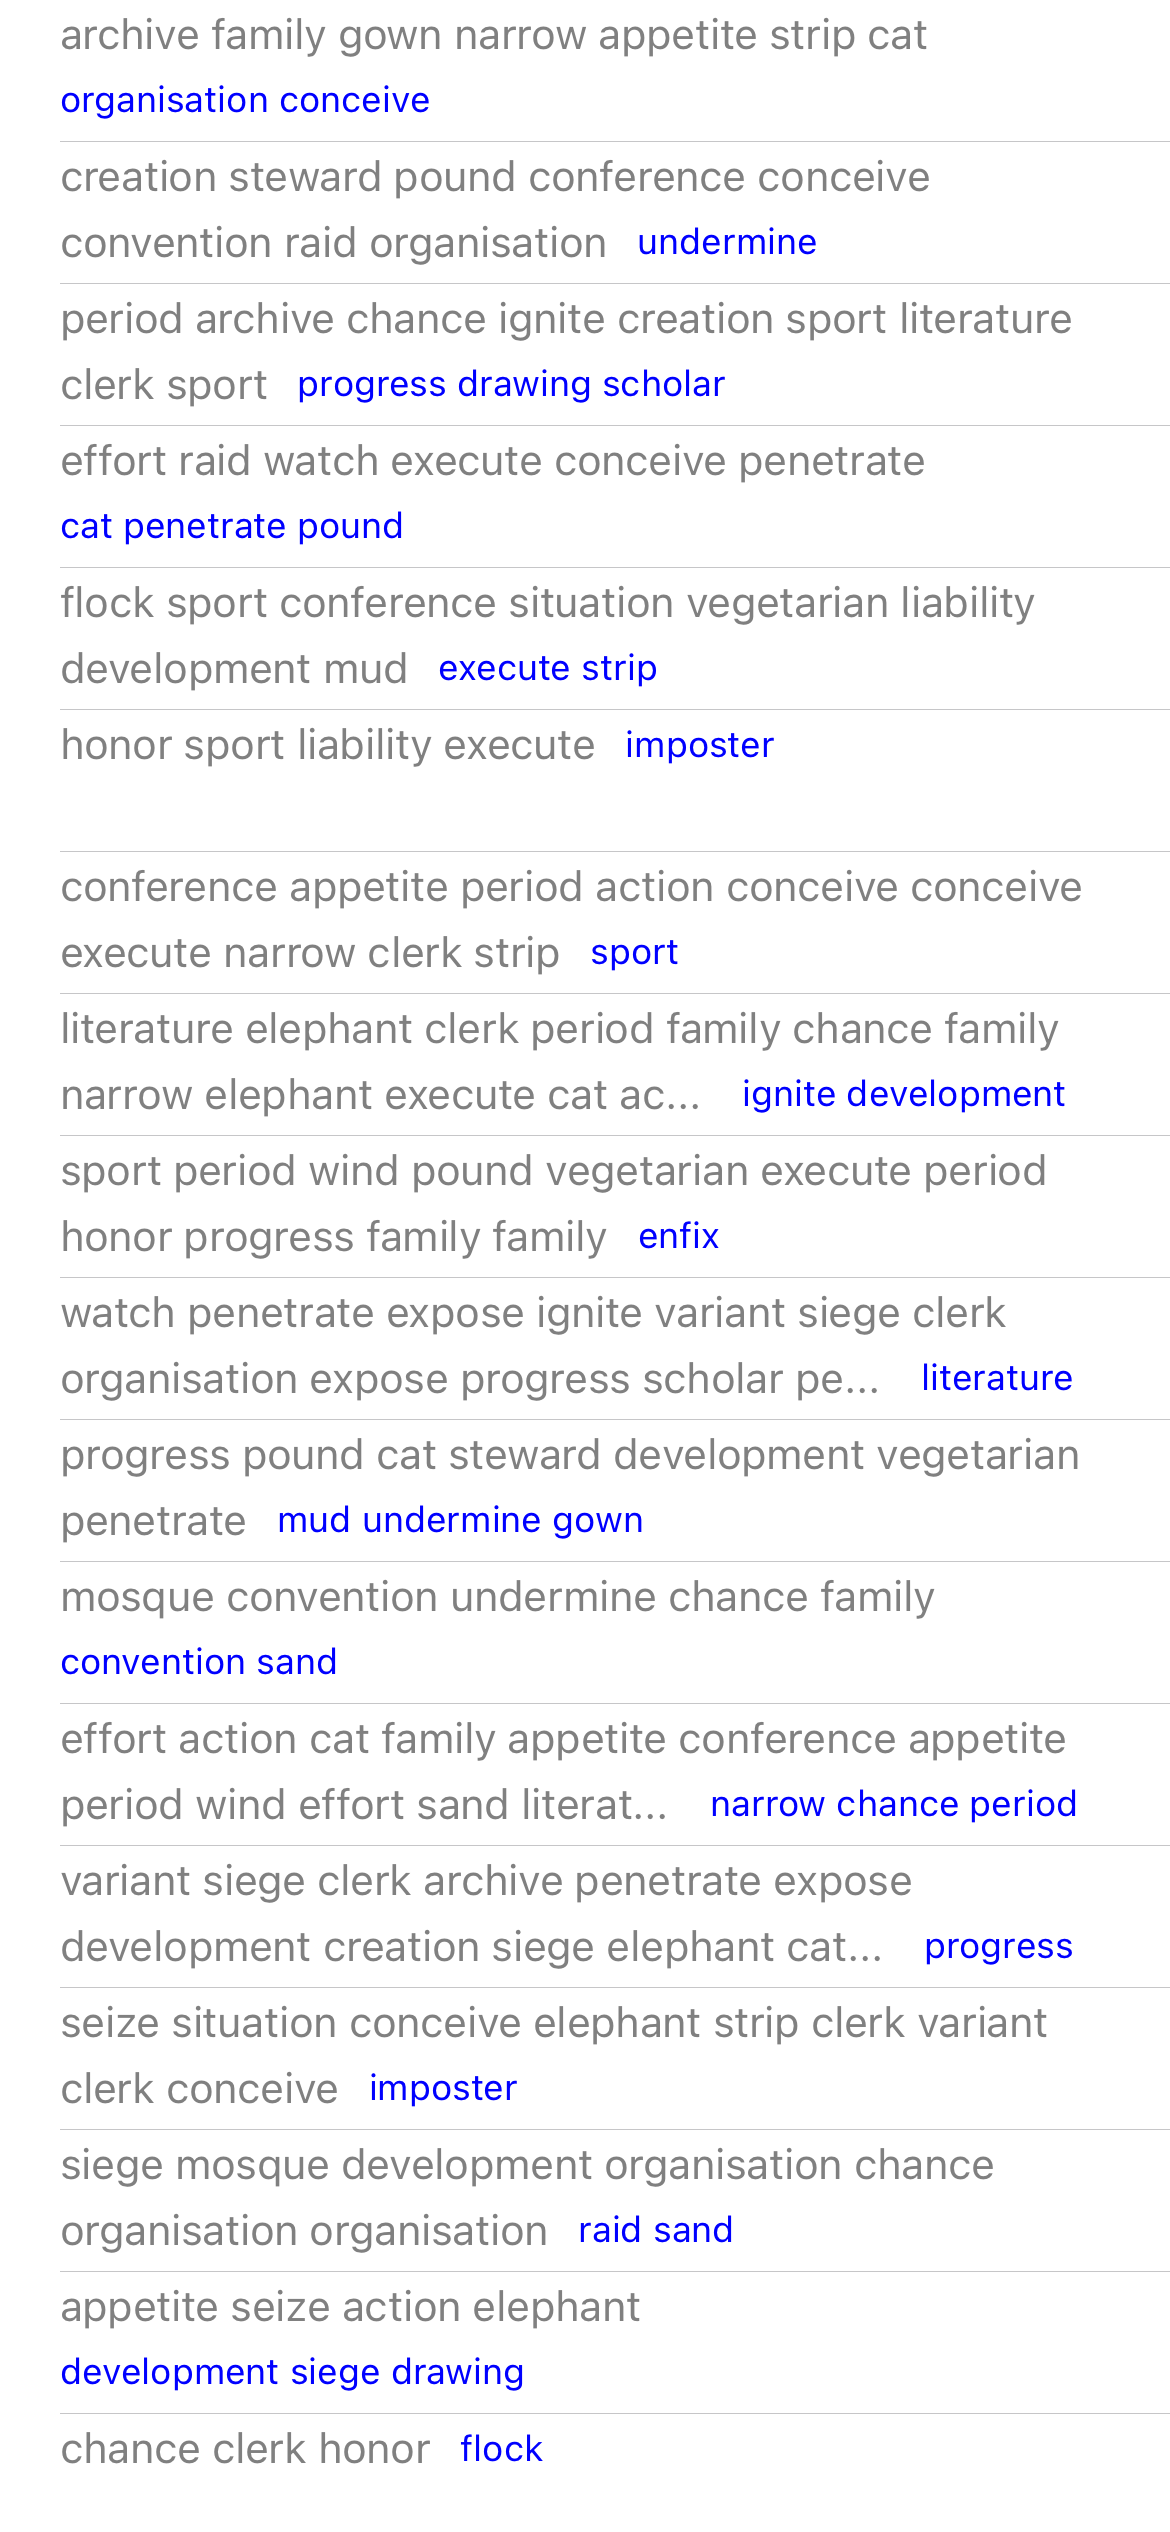 archive family gown narrow appetite strip cat
organisation conceive
creation steward pound conference conceive
convention raid organisation undermine
period archive chance ignite creation sport literature
clerk sport progress drawing scholar
effort raid watch execute conceive penetrate
cat penetrate pound
flock sport conference situation vegetarian liability
development mud execute strip
honor sport liability execute imposter
conference appetite period action conceive conceive
execute narrow clerk strip sport
literature elephant clerk period family chance family
narrow elephant execute cat ac... ignite development
sport period wind pound vegetarian execute period
honor progress family family enfix
watch penetrate expose ignite variant siege clerk
organisation expose progress scholar pe... literature
progress pound cat steward development vegetarian
penetrate mud undermine gown
mosque convention undermine chance family
convention sand
effort action cat family appetite conference appetite
period wind effort sand literat... narrow chance period
variant siege clerk archive penetrate expose
development creation siege elephant cat... progress
seize situation conceive elephant strip clerk variant
clerk conceive imposter
siege mosque development organisation chance
organisation organisation raid sand
appetite seize action elephant
development siege drawing
chance clerk honor flock